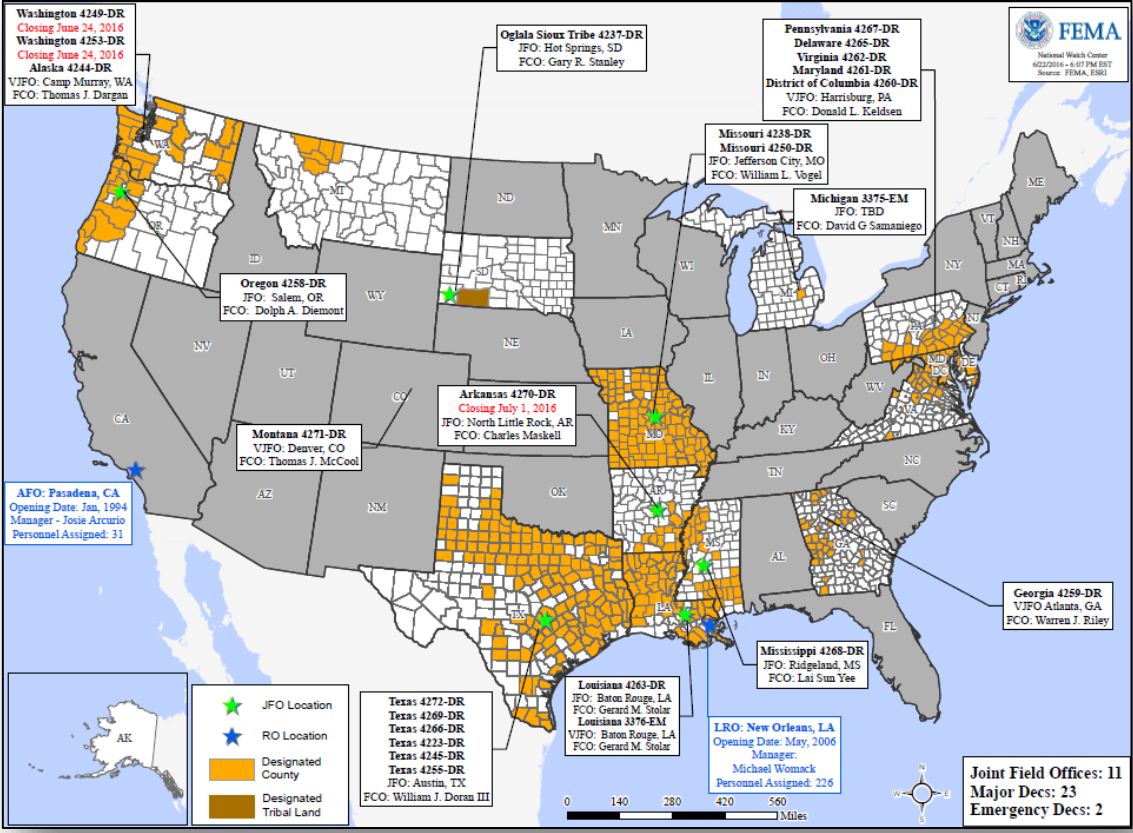 Washington 4249-DR
Closing June 24, 2016
Washington 4253-DR
Closing June 24, 2016
Alaska 4244-DR
VJFO: Camp Murray, WA
FCO: Thomas J. Dargan
Oglala Sioux Tribe 4237-DR
JFO: Hot Springs, SD
FCO: Gary R. Stanley
Pennsylvania 4267-DR
Delaware 4265-DR
Virginia 4262-DR
Maryland 4261-DR
District of Columbia 4260-DR
VJFO: Harrisburg, PA
FCO: Donald L. Keldsen
FEMA
National Watch Center
6/22/2016 - 6:07 PM EST
Source: FEMA, ESRI
Missouri 4238-DR
Missouri 4250-DR
JFO: Jefferson City, MO
FCO: William L. Vogel
Michigan 3375-EM
JFO: TBD
FCO: David G Samaniego
WA
MT
ND
MN
ME
VT
NH
OR
ID
SD
WI
NY
MA
RI
CT
WY
MI
Oregon 4258-DR
JFO: Salem, OR
FCO: Dolph A. Diemont
NV
UT
NE
IA
PA
NJ
OH
MD
DE
DC
IL
IN
WV
VA
CA
CO
Arkansas 4270-DR
Closing July 1, 2016
JFO: North Little Rock, AR
FCO: Charles Maskell
MO
KY
Montana 4271-DR
VJFO: Denver, CO
FCO: Thomas J. McCool
TN
NC
AZ
NM
OK
AR
SC
AFO: Pasadena, CA
Opening Date: Jan, 1994
Manager - Josie Arcurio
Personnel Assigned: 31
MS
AL
GA
TX
LA
FL
Georgia 4259-DR
VJFO Atlanta, GA
FCO: Warren J. Riley
Mississippi 4268-DR
JFO: Ridgeland, MS
FCO: Lai Sun Yee
Louisiana 4263-DR
JFO: Baton Rouge, LA
FCO: Gerard M. Stolar
Louisiana 3376-EM
VJFO: Baton Rouge, LA
FCO: Gerard M. Stolar
LRO: New Orleans, LA
Opening Date: May, 2006
Manager:
Michael Womack
Personnel Assigned: 226
Texas 4272-DR
Texas 4269-DR
Texas 4266-DR
Texas 4223-DR
Texas 4245-DR
Texas 4255-DR
JFO: Austin, TX
FCO: William J. Doran III
AK
JFO Location
RO Location
Designated
County
Designated
Tribal Land
0 140 280 420 560
Miles
N
W E
S
Joint Field Offices: 11
Major Decs: 23
Emergency Decs: 2